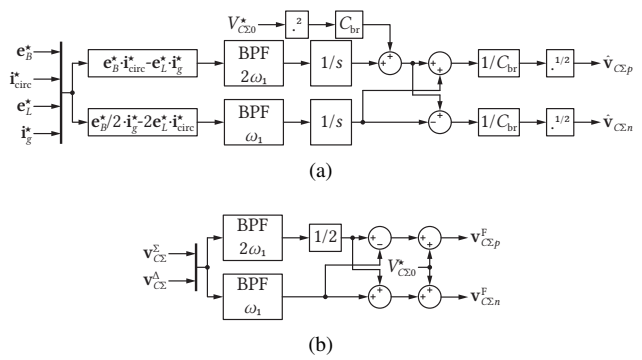 V⋆CΣ0
.²
Cbr
e⋆B
i⋆circ
e⋆L
i⋆g
e⋆B·i⋆circ-e⋆L·i⋆g
BPF
2ω₁
1/s
+
+
+
+
1/Cbr
.1/2
v̂CΣp
e⋆B/2·i⋆g-2e⋆L·i⋆circ
BPF
ω₁
1/s
−
+
1/Cbr
.1/2
v̂CΣn
(a)
vΣCΣ
vΔCΣ
BPF
2ω₁
1/2
+
−
+
+
vFCΣp
V⋆CΣ0
BPF
ω₁
+
+
+
+
vFCΣn
(b)